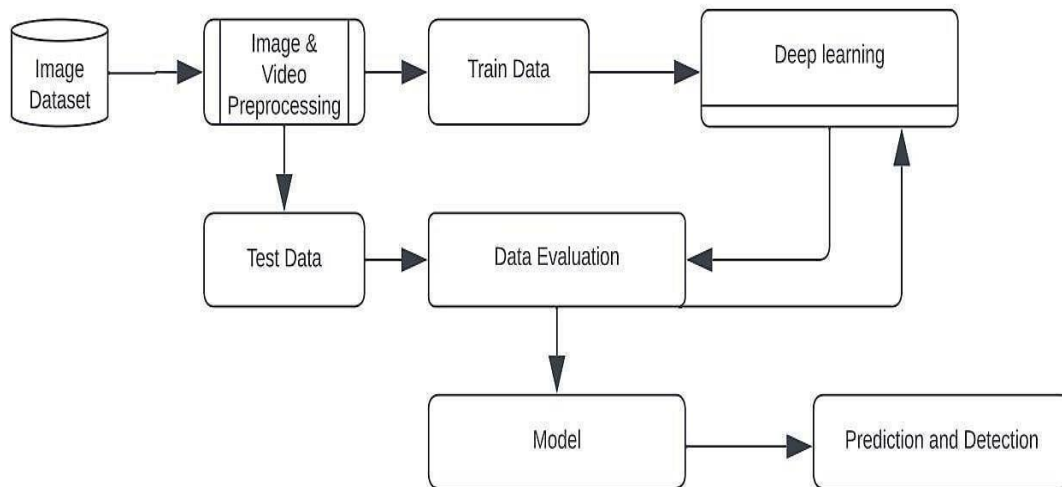 Image
Dataset
Image &
Video
Preprocessing
Train Data
Deep learning
Test Data
Data Evaluation
Model
Prediction and Detection